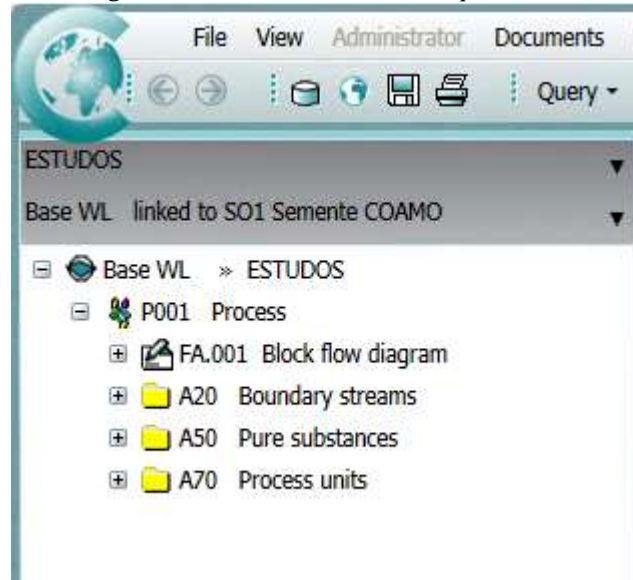 File View Administrator Documents
Query
ESTUDOS
Base WL linked to SO1 Semente COAMO
Base WL » ESTUDOS
P001 Process
FA.001 Block flow diagram
A20 Boundary streams
A50 Pure substances
A70 Process units